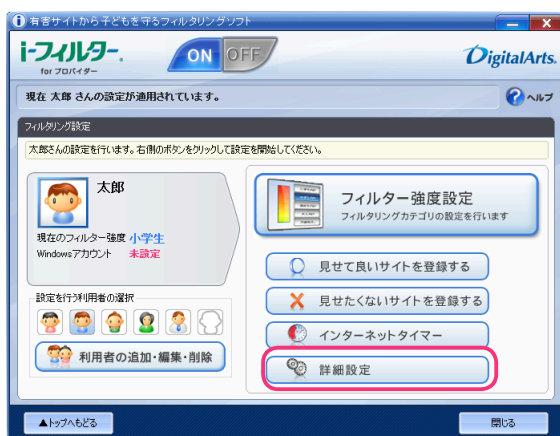 有害サイトから子どもを守るフィルタリングソフト
i-フィルター.
for プロバイダー
ON OFF
DigitalArts.
現在 太郎 さんの設定が適用されています。
? ヘルプ
フィルタリング設定
太郎さんの設定を行います。右側のボタンをクリックして設定を開始してください。
太郎
現在のフィルター強度 小学生
Windowsアカウント 未設定
設定を行う利用者の選択
利用者の追加・編集・削除
フィルター強度設定
フィルタリングカテゴリの設定を行います
見せて良いサイトを登録する
見せたくないサイトを登録する
インターネットタイマー
詳細設定
▲トップへもどる
閉じる